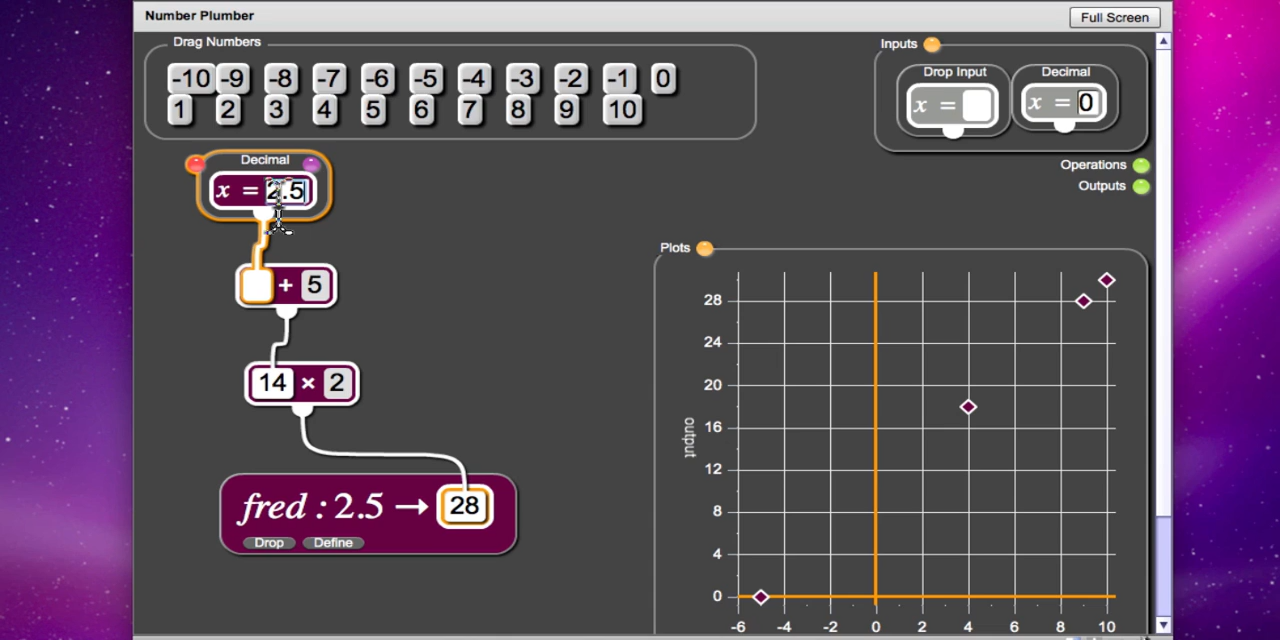 Number Plumber
Full Screen
Drag Numbers
-10 -9 -8 -7 -6 -5 -4 -3 -2 -1 0
1 2 3 4 5 6 7 8 9 10
Inputs
Drop Input
x =
Decimal
x = 0
Operations
Outputs
Decimal
x = 2.5
+ 5
14 × 2
fred : 2.5 → 28
Drop Define
Plots
28
24
20
16
12
8
4
0
output
-6 -4 -2 0 2 4 6 8 10